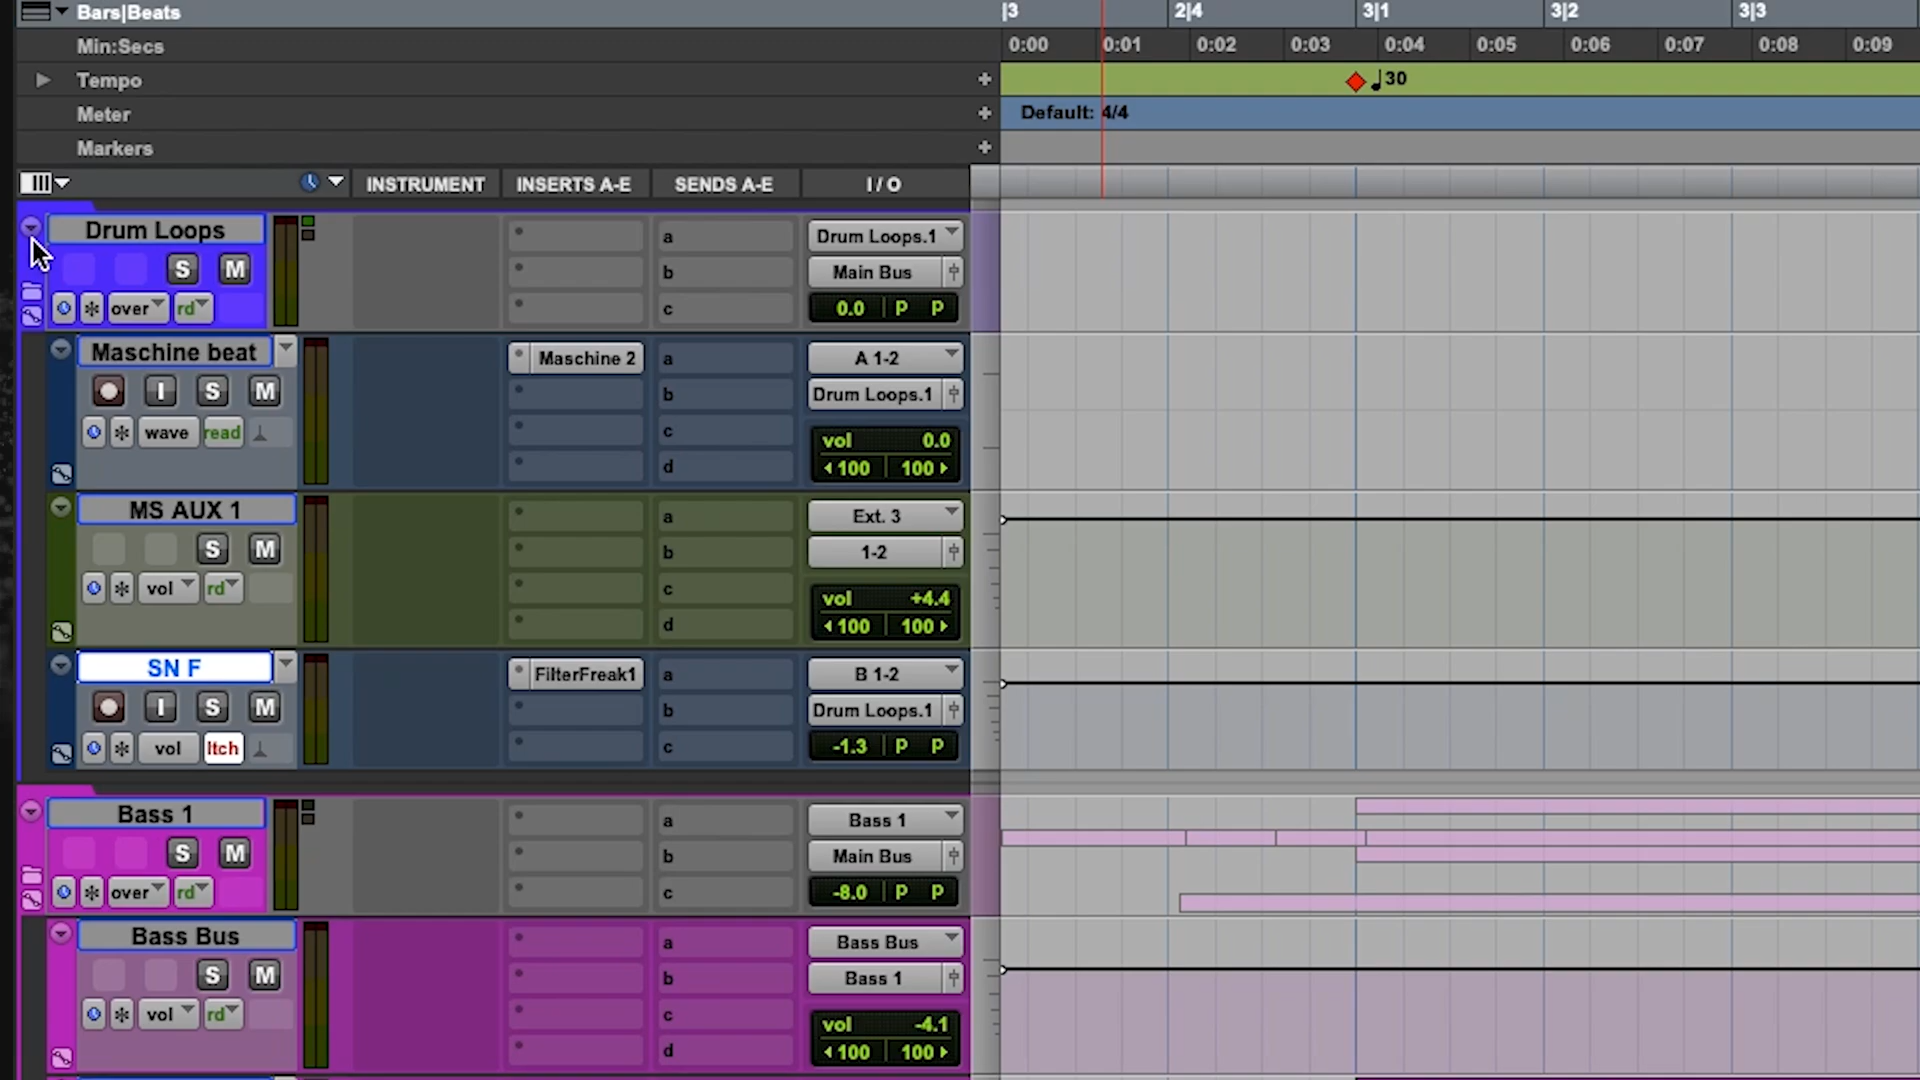 Bars|Beats |3 2|4 3|1 3|2 3|3
Min:Secs 0:00 0:01 0:02 0:03 0:04 0:05 0:06 0:07 0:08 0:09
Tempo + 30
Meter + Default: 4/4
Markers +
INSTRUMENT INSERTS A-E SENDS A-E I / O
Drum Loops a Drum Loops.1
S M b Main Bus
over rd c 0.0 P P
Maschine beat Maschine 2 a A 1-2
I S M b Drum Loops.1
wave read c vol 0.0
d 100 100
MS AUX 1 a Ext. 3
S M b 1-2
vol rd c vol +4.4
d 100 100
SN F FilterFreak1 a B 1-2
I S M b Drum Loops.1
vol ltch c -1.3 P P
Bass 1 a Bass 1
S M b Main Bus
over rd c -8.0 P P
Bass Bus a Bass Bus
S M b Bass 1
vol rd c vol -4.1
d 100 100